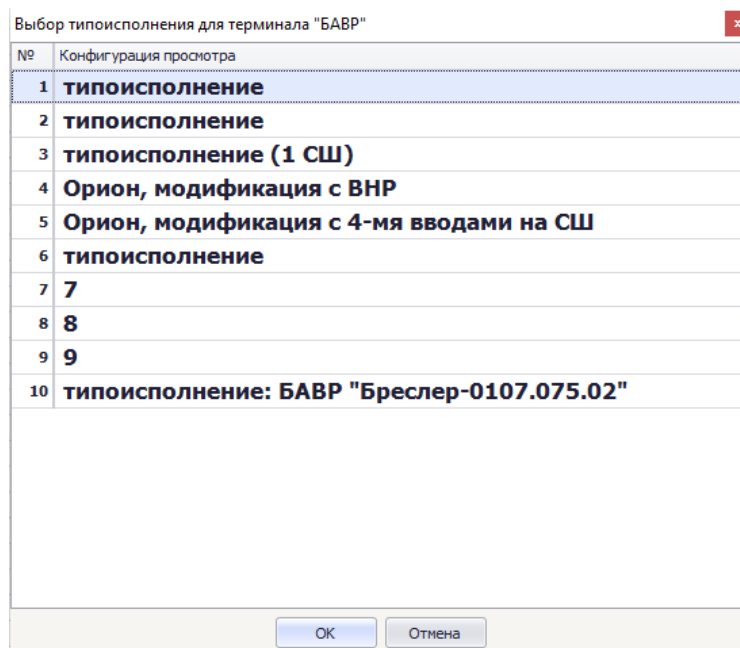 Выбор типоисполнения для терминала "БАВР"
№ Конфигурация просмотра
1 типоисполнение
2 типоисполнение
3 типоисполнение (1 СШ)
4 Орион, модификация с ВНР
5 Орион, модификация с 4-мя вводами на СШ
6 типоисполнение
7 7
8 8
9 9
10 типоисполнение: БАВР "Бреслер-0107.075.02"
ОК Отмена